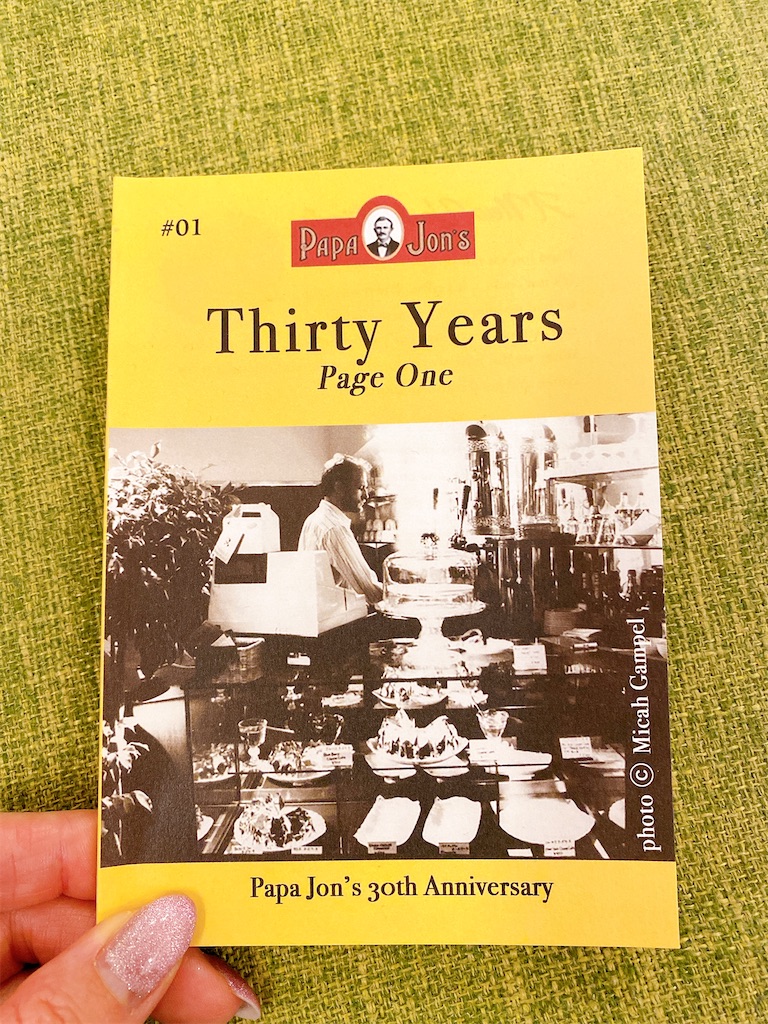 #01
PAPA JON'S
Thirty Years
Page One
photo © Micah Gampel
Papa Jon's 30th Anniversary